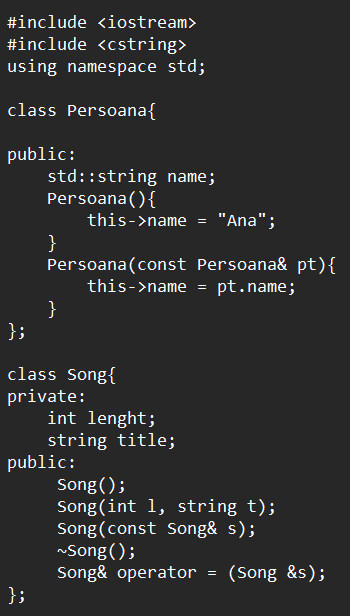 #include <iostream>
#include <cstring>
using namespace std;

class Persoana{

public:
    std::string name;
    Persoana(){
        this->name = "Ana";
    }
    Persoana(const Persoana& pt){
        this->name = pt.name;
    }
};

class Song{
private:
    int lenght;
    string title;
public:
     Song();
     Song(int l, string t);
     Song(const Song& s);
     ~Song();
     Song& operator = (Song &s);
};